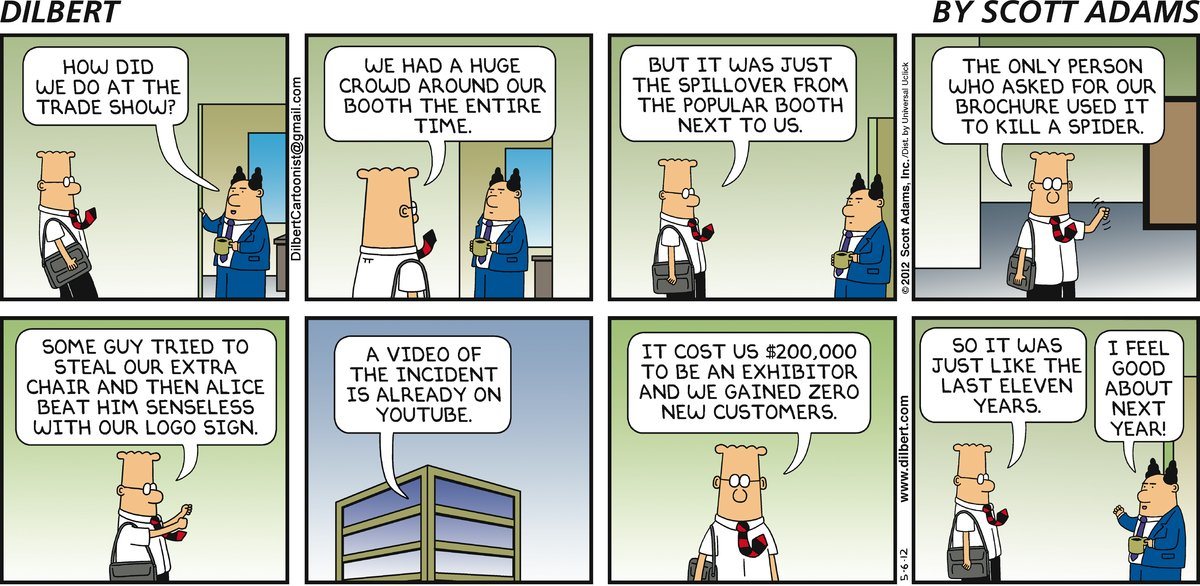 DILBERT
BY SCOTT ADAMS
HOW DID
WE DO AT THE
TRADE SHOW?
DilbertCartoonist@gmail.com
WE HAD A HUGE
CROWD AROUND OUR
BOOTH THE ENTIRE
TIME.
BUT IT WAS JUST
THE SPILLOVER FROM
THE POPULAR BOOTH
NEXT TO US.
© 2012 Scott Adams, Inc./Dist. by Universal Uclick
THE ONLY PERSON
WHO ASKED FOR OUR
BROCHURE USED IT
TO KILL A SPIDER.
SOME GUY TRIED TO
STEAL OUR EXTRA
CHAIR AND THEN ALICE
BEAT HIM SENSELESS
WITH OUR LOGO SIGN.
A VIDEO OF
THE INCIDENT
IS ALREADY ON
YOUTUBE.
IT COST US $200,000
TO BE AN EXHIBITOR
AND WE GAINED ZERO
NEW CUSTOMERS.
www.dilbert.com
5-6-12
SO IT WAS
JUST LIKE THE
LAST ELEVEN
YEARS.
I FEEL
GOOD
ABOUT
NEXT
YEAR!